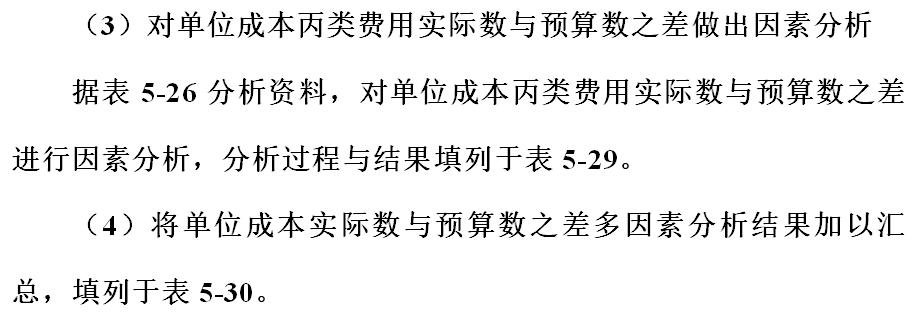 （3）对单位成本丙类费用实际数与预算数之差做出因素分析
据表 5-26 分析资料，对单位成本丙类费用实际数与预算数之差
进行因素分析，分析过程与结果填列于表 5-29。
（4）将单位成本实际数与预算数之差多因素分析结果加以汇
总，填列于表 5-30。